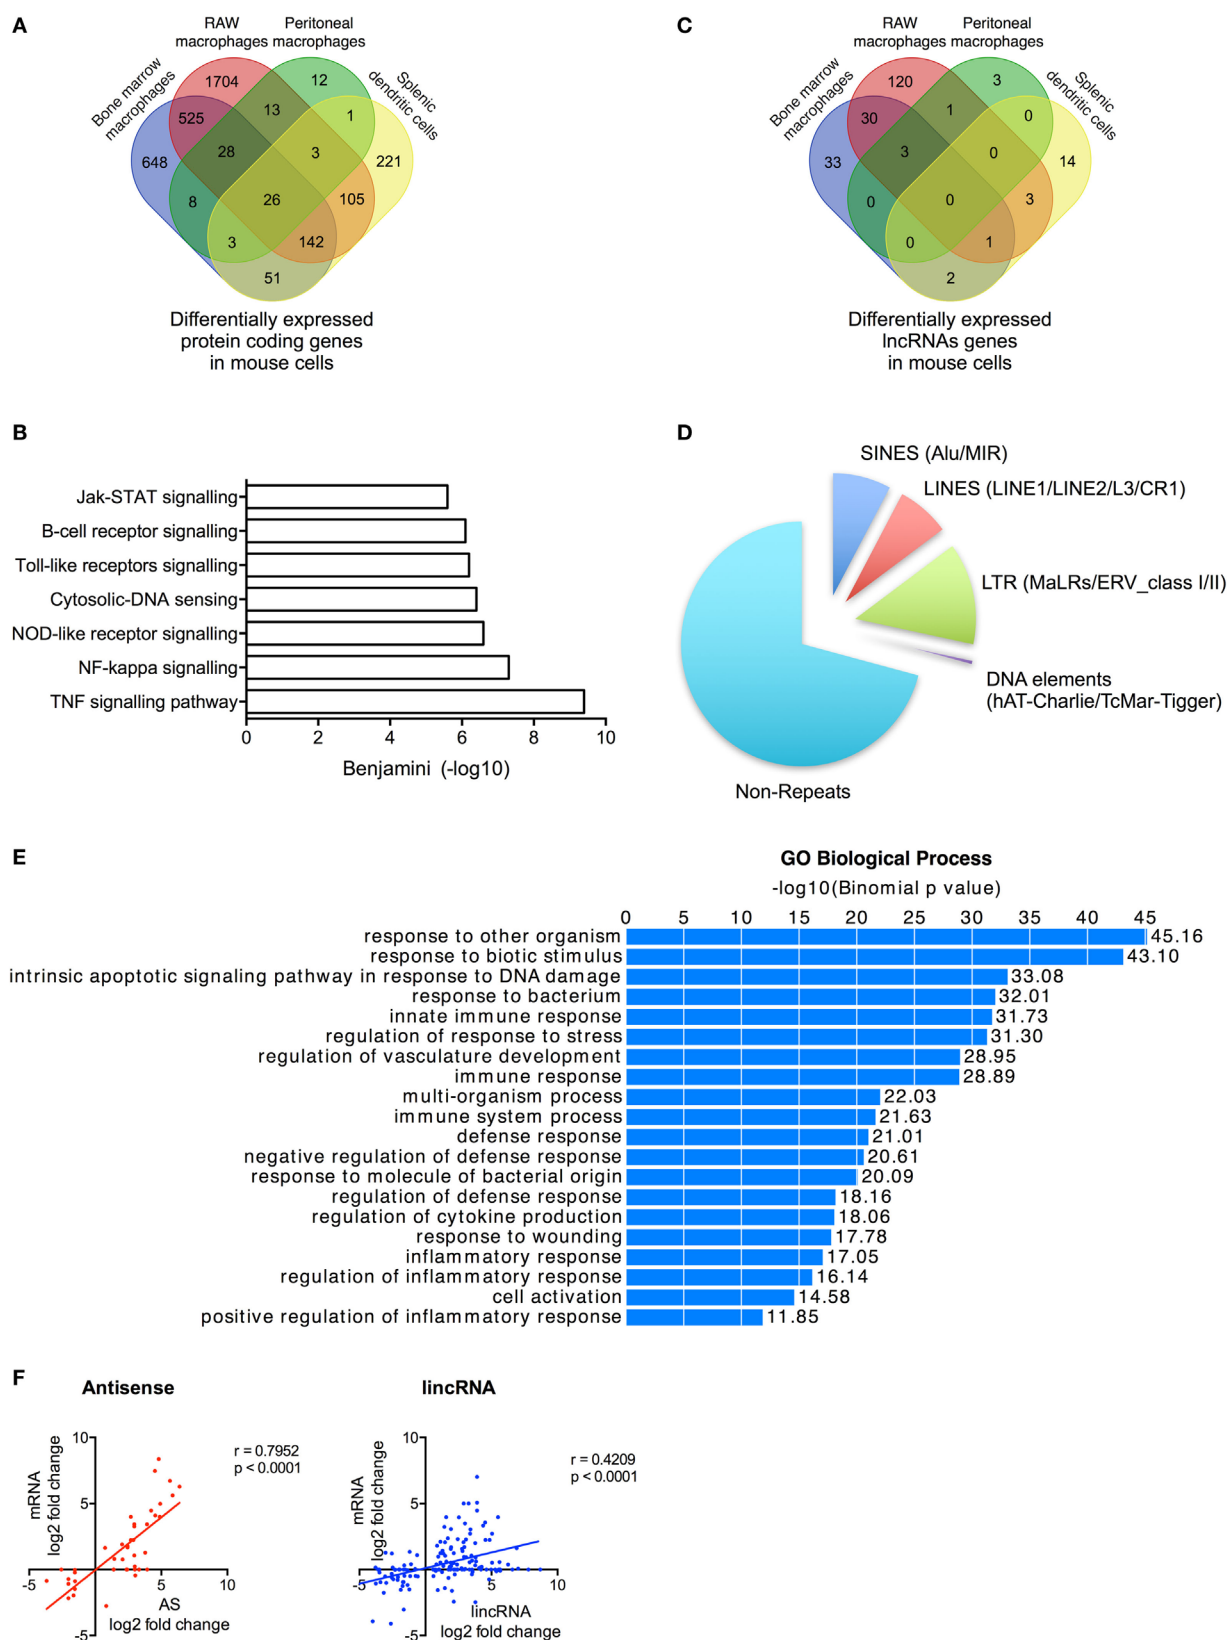 A
RAW
macrophages
Peritoneal
macrophages
Bone marrow
macrophages
Splenic
dendritic cells
1704
12
525
13
1
648
28
3
221
8
26
105
3
142
51
Differentially expressed
protein coding genes
in mouse cells
C
RAW
macrophages
Peritoneal
macrophages
Bone marrow
macrophages
Splenic
dendritic cells
120
3
30
1
0
33
3
0
14
0
0
3
0
1
2
Differentially expressed
lncRNAs genes
in mouse cells
B
Jak-STAT signalling
B-cell receptor signalling
Toll-like receptors signalling
Cytosolic-DNA sensing
NOD-like receptor signalling
NF-kappa signalling
TNF signalling pathway
0 2 4 6 8 10
Benjamini (-log10)
D
SINES (Alu/MIR)
LINES (LINE1/LINE2/L3/CR1)
LTR (MaLRs/ERV_class I/II)
DNA elements
(hAT-Charlie/TcMar-Tigger)
Non-Repeats
E
GO Biological Process
-log10(Binomial p value)
0 5 10 15 20 25 30 35 40 45
response to other organism 45.16
response to biotic stimulus 43.10
intrinsic apoptotic signaling pathway in response to DNA damage 33.08
response to bacterium 32.01
innate immune response 31.73
regulation of response to stress 31.30
regulation of vasculature development 28.95
immune response 28.89
multi-organism process 22.03
immune system process 21.63
defense response 21.01
negative regulation of defense response 20.61
response to molecule of bacterial origin 20.09
regulation of defense response 18.16
regulation of cytokine production 18.06
response to wounding 17.78
inflammatory response 17.05
regulation of inflammatory response 16.14
cell activation 14.58
positive regulation of inflammatory response 11.85
F
Antisense
mRNA
log2 fold change
10
5
-5
5
10
-5
r = 0.7952
p < 0.0001
AS
log2 fold change
lincRNA
mRNA
log2 fold change
10
5
-5
5
10
-5
r = 0.4209
p < 0.0001
lincRNA
log2 fold change